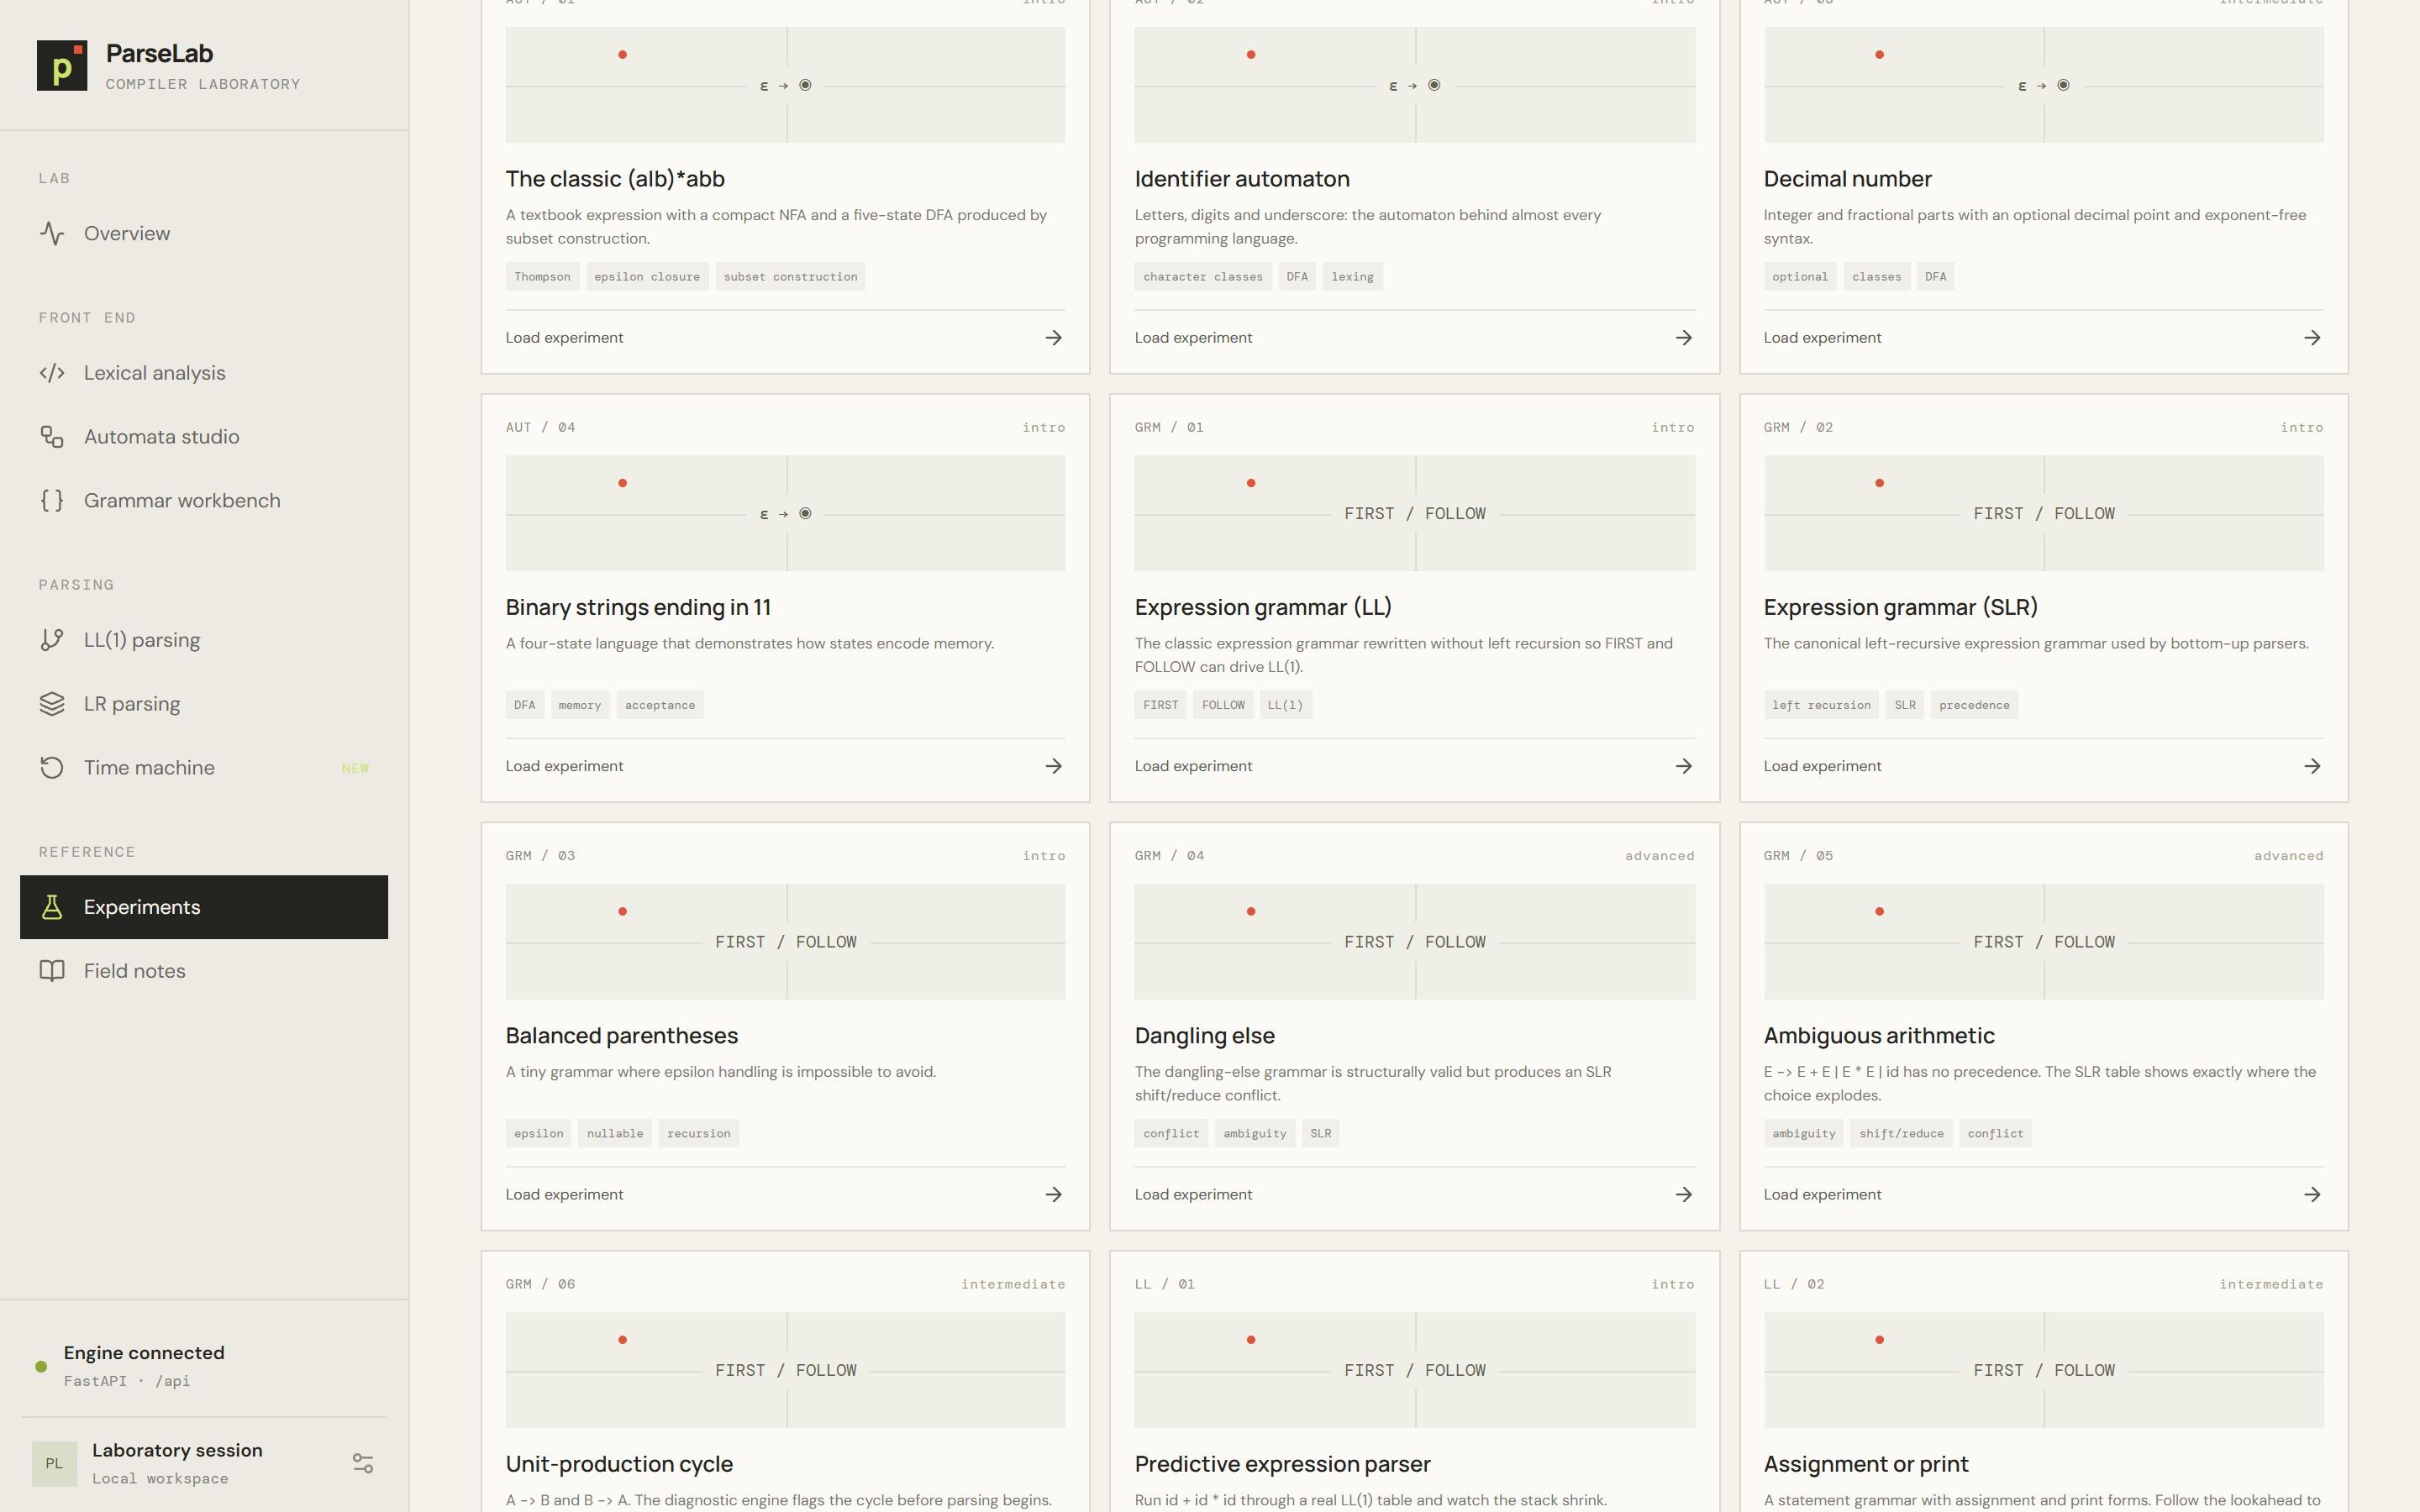 p
ParseLab
COMPILER LABORATORY
LAB
Overview
FRONT END
Lexical analysis
Automata studio
Grammar workbench
PARSING
LL(1) parsing
LR parsing
Time machine NEW
REFERENCE
Experiments
Field notes
Engine connected
FastAPI · /api
PL
Laboratory session
Local workspace
AUT / 01 intro
ε → ◉
The classic (alb)*abb
A textbook expression with a compact NFA and a five-state DFA produced by
subset construction.
Thompson epsilon closure subset construction
Load experiment →
AUT / 02 intro
ε → ◉
Identifier automaton
Letters, digits and underscore: the automaton behind almost every
programming language.
character classes DFA lexing
Load experiment →
AUT / 03 intermediate
ε → ◉
Decimal number
Integer and fractional parts with an optional decimal point and exponent-free
syntax.
optional classes DFA
Load experiment →
AUT / 04 intro
ε → ◉
Binary strings ending in 11
A four-state language that demonstrates how states encode memory.
DFA memory acceptance
Load experiment →
GRM / 01 intro
FIRST / FOLLOW
Expression grammar (LL)
The classic expression grammar rewritten without left recursion so FIRST and
FOLLOW can drive LL(1).
FIRST FOLLOW LL(1)
Load experiment →
GRM / 02 intro
FIRST / FOLLOW
Expression grammar (SLR)
The canonical left-recursive expression grammar used by bottom-up parsers.
left recursion SLR precedence
Load experiment →
GRM / 03 intro
FIRST / FOLLOW
Balanced parentheses
A tiny grammar where epsilon handling is impossible to avoid.
epsilon nullable recursion
Load experiment →
GRM / 04 advanced
FIRST / FOLLOW
Dangling else
The dangling-else grammar is structurally valid but produces an SLR
shift/reduce conflict.
conflict ambiguity SLR
Load experiment →
GRM / 05 advanced
FIRST / FOLLOW
Ambiguous arithmetic
E -> E + E | E * E | id has no precedence. The SLR table shows exactly where the
choice explodes.
ambiguity shift/reduce conflict
Load experiment →
GRM / 06 intermediate
FIRST / FOLLOW
Unit-production cycle
A -> B and B -> A. The diagnostic engine flags the cycle before parsing begins.
LL / 01 intro
FIRST / FOLLOW
Predictive expression parser
Run id + id * id through a real LL(1) table and watch the stack shrink.
LL / 02 intermediate
FIRST / FOLLOW
Assignment or print
A statement grammar with assignment and print forms. Follow the lookahead to